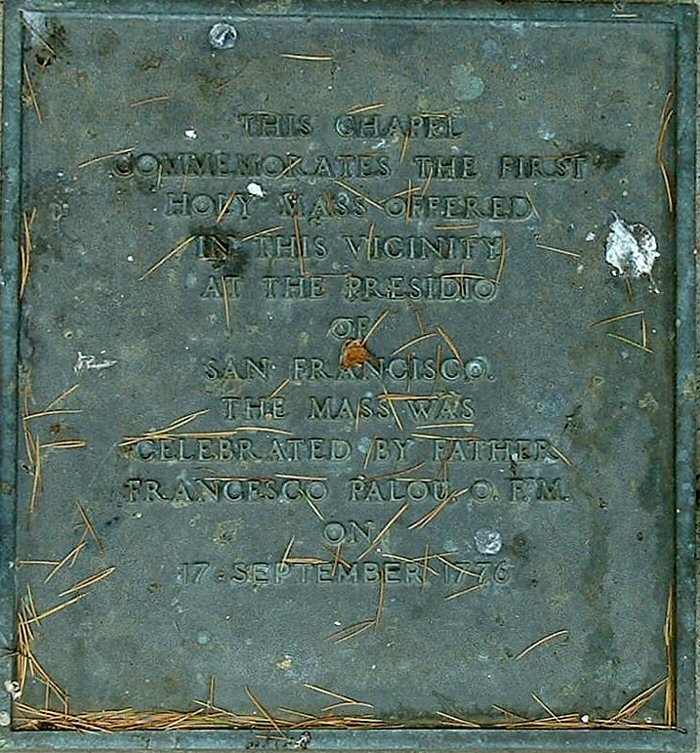 THIS CHAPEL
COMMEMORATES THE FIRST
HOLY MASS OFFERED
IN THIS VICINITY
AT THE PRESIDIO
OF
SAN FRANCISCO.
THE MASS WAS
CELEBRATED BY FATHER
FRANCESCO PALOU, O.F.M.
ON
17 SEPTEMBER 1776